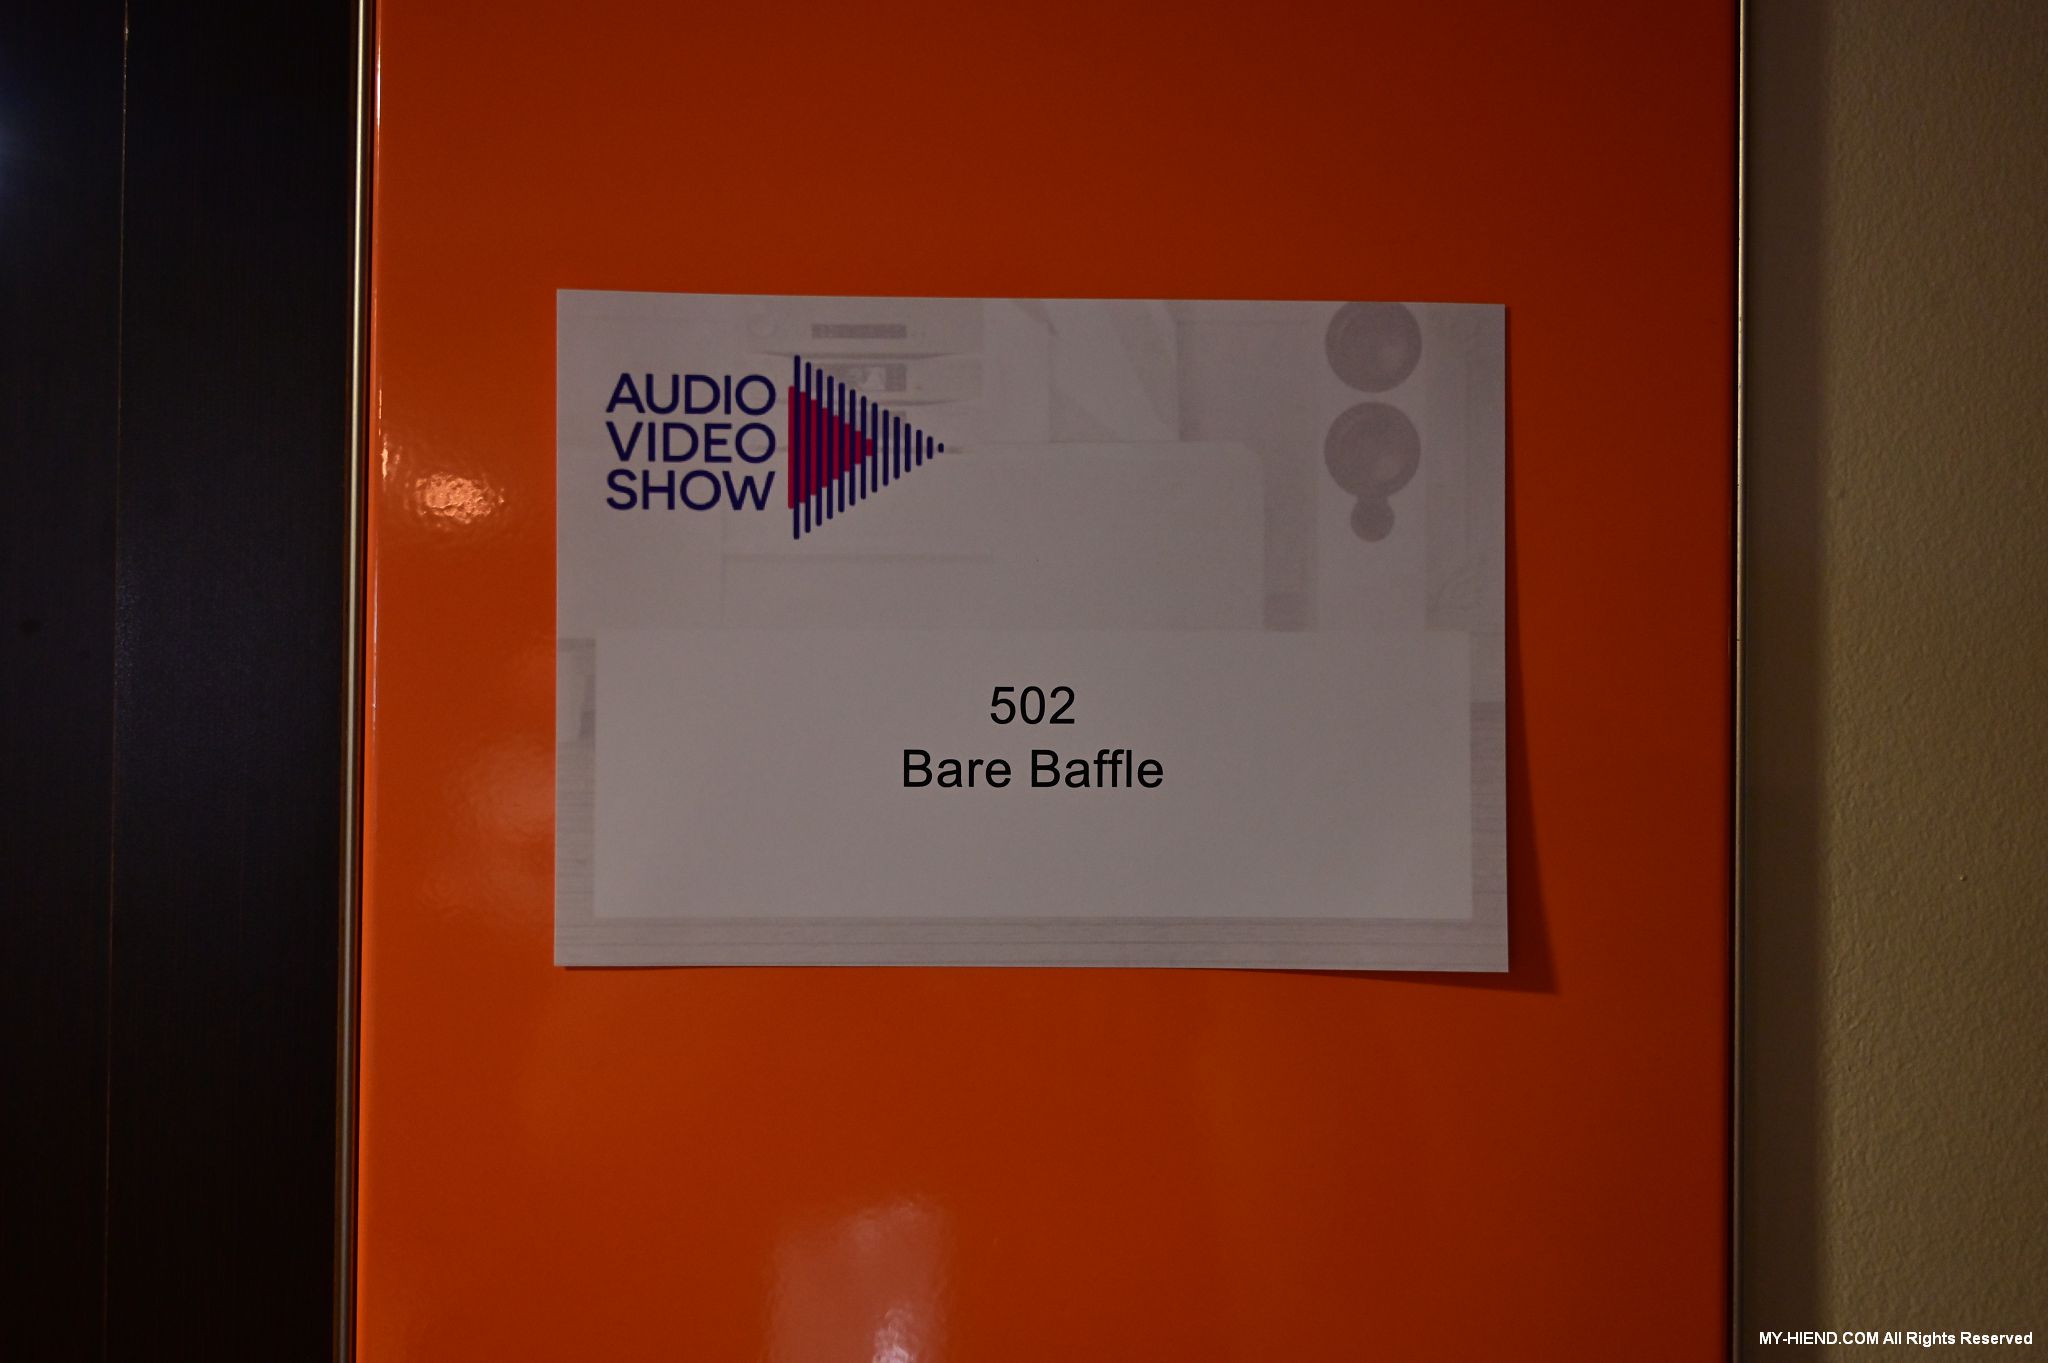 AUDIO
VIDEO
SHOW
502
Bare Baffle
MY-HIEND.COM All Rights Reserved